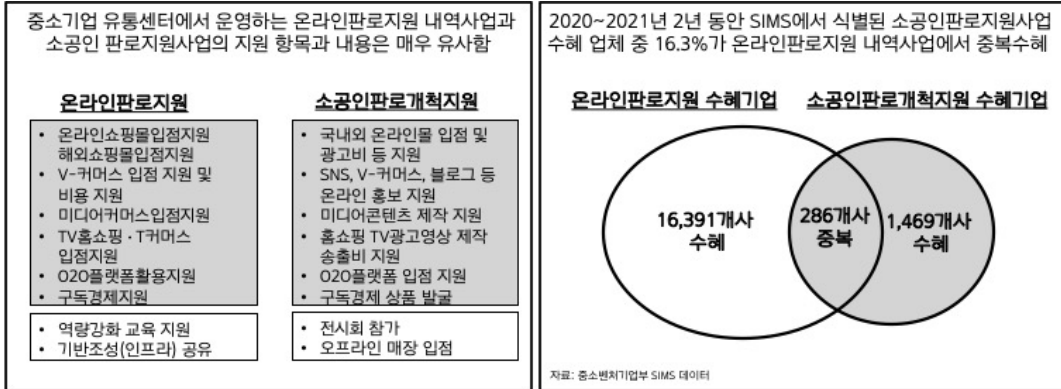 중소기업 유통센터에서 운영하는 온라인판로지원 내역사업과
소공인 판로지원사업의 지원 항목과 내용은 매우 유사함
온라인판로지원
• 온라인쇼핑몰입점지원
해외쇼핑몰입점지원
• V-커머스 입점 지원 및
비용 지원
• 미디어커머스입점지원
• TV홈쇼핑·T커머스
입점지원
• O2O플랫폼활용지원
• 구독경제지원
• 역량강화 교육 지원
• 기반조성(인프라) 공유
소공인판로개척지원
• 국내외 온라인몰 입점 및
광고비 등 지원
• SNS, V-커머스, 블로그 등
온라인 홍보 지원
• 미디어콘텐츠 제작 지원
• 홈쇼핑 TV광고영상 제작
송출비 지원
• O2O플랫폼 입점 지원
• 구독경제 상품 발굴
• 전시회 참가
• 오프라인 매장 입점
2020~2021년 2년 동안 SIMS에서 식별된 소공인판로지원사업
수혜 업체 중 16.3%가 온라인판로지원 내역사업에서 중복수혜
온라인판로지원 수혜기업
소공인판로개척지원 수혜기업
16,391개사
수혜
286개사
중복
1,469개사
수혜
자료: 중소벤처기업부 SIMS 데이터